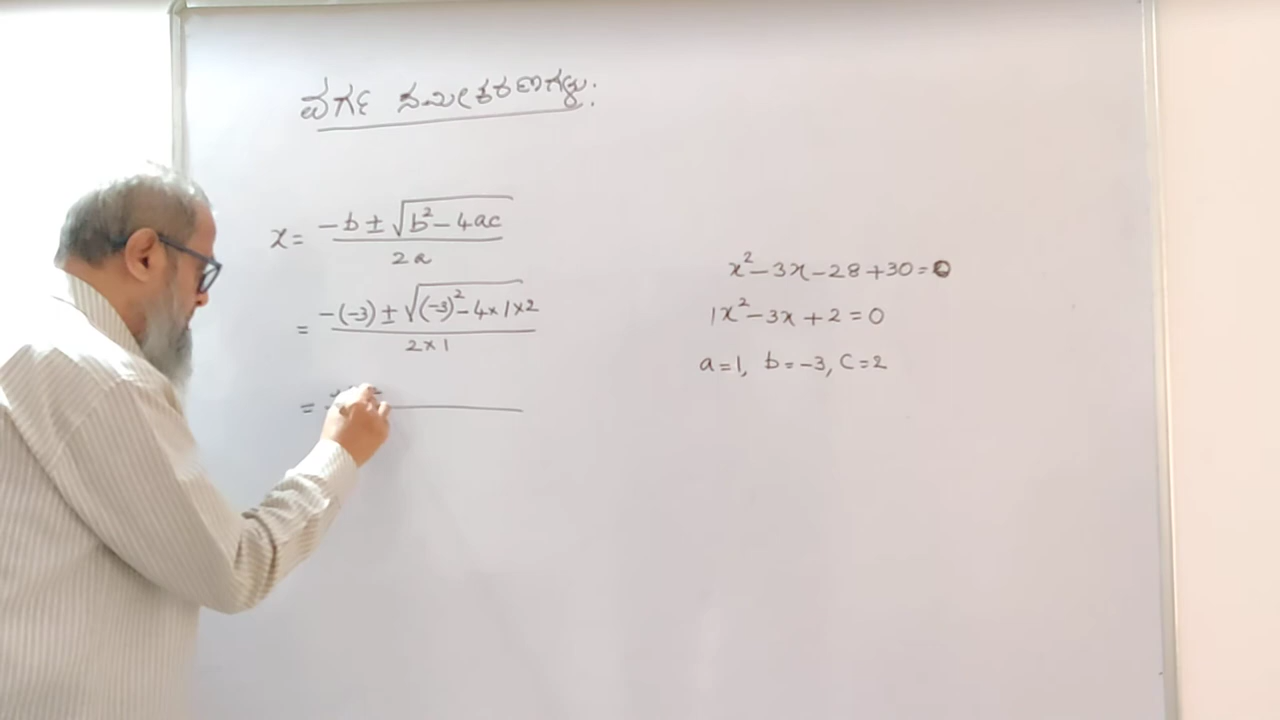 ವರ್ಗ ಸಮೀಕರಣಗಳು:
x = -b ± √(b² - 4ac) / 2a
= -(-3) ± √((-3)² - 4×1×2) / 2×1
=
x² - 3x - 28 + 30 = 0
1x² - 3x + 2 = 0
a = 1, b = -3, c = 2